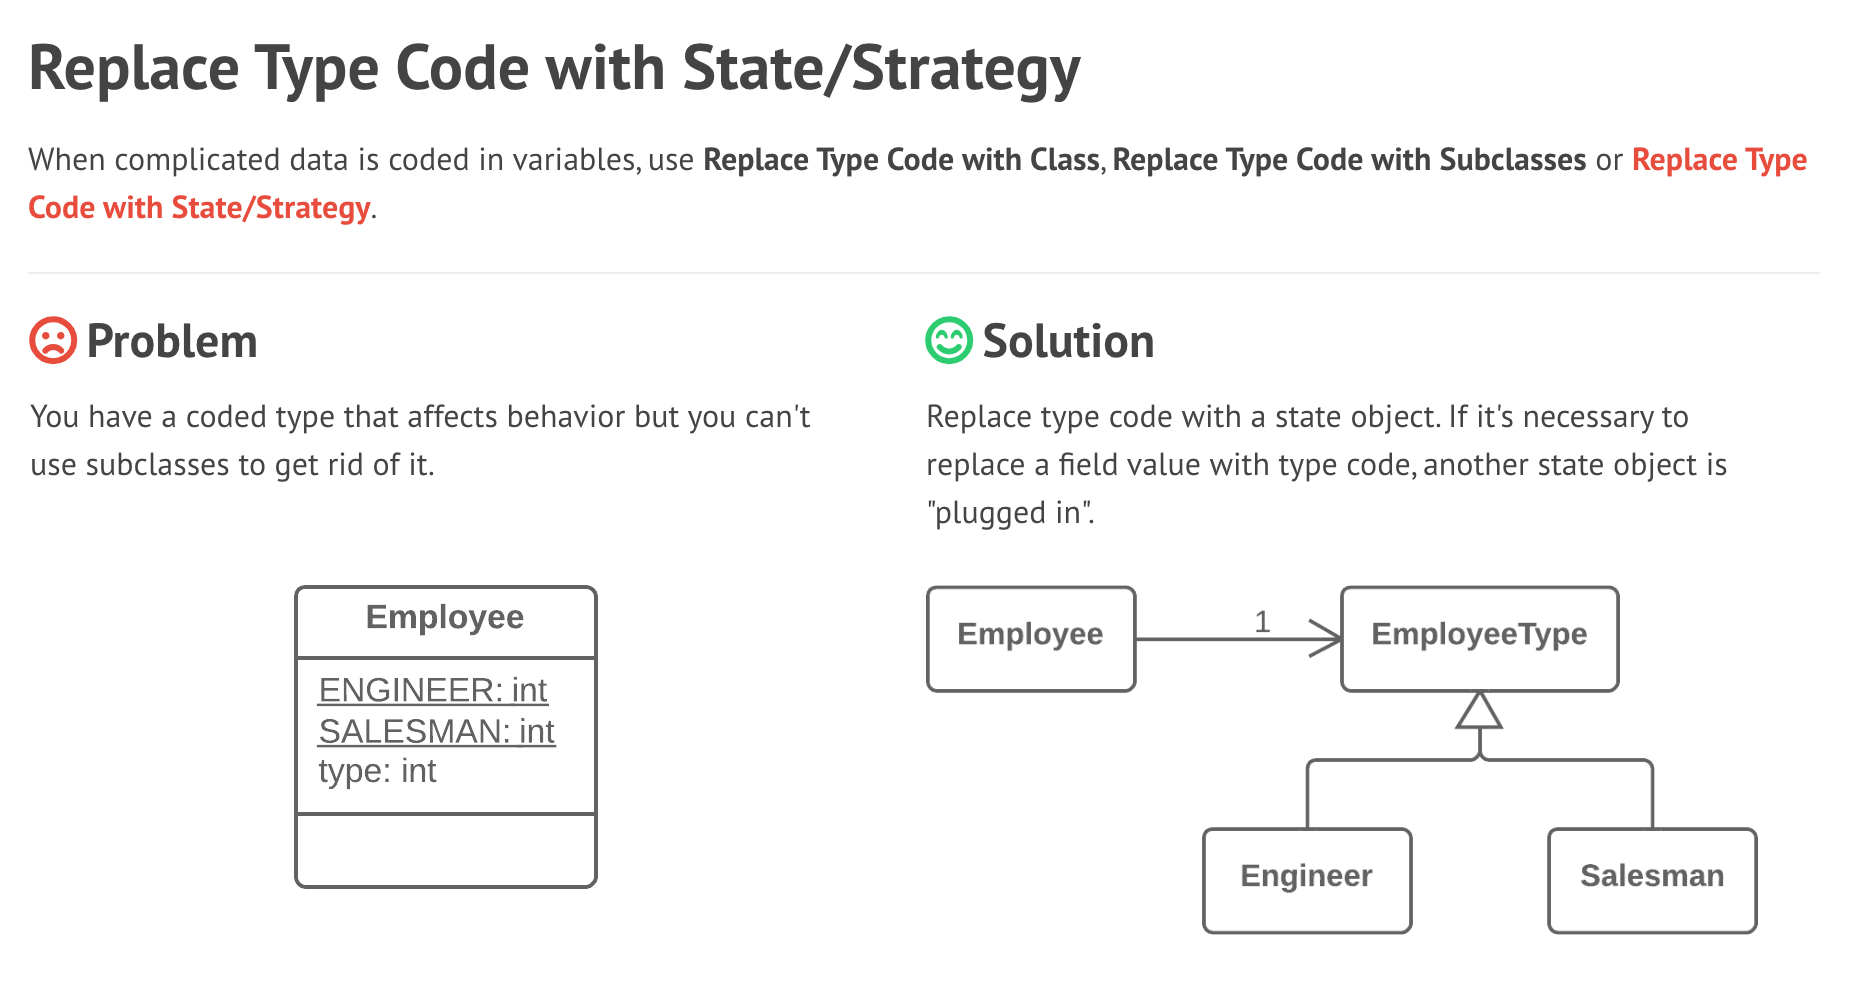 Replace Type Code with State/Strategy
When complicated data is coded in variables, use Replace Type Code with Class, Replace Type Code with Subclasses or Replace Type
Code with State/Strategy.
Problem
You have a coded type that affects behavior but you can't
use subclasses to get rid of it.
Employee
ENGINEER: int
SALESMAN: int
type: int
Solution
Replace type code with a state object. If it's necessary to
replace a field value with type code, another state object is
"plugged in".
Employee
1
EmployeeType
Engineer
Salesman